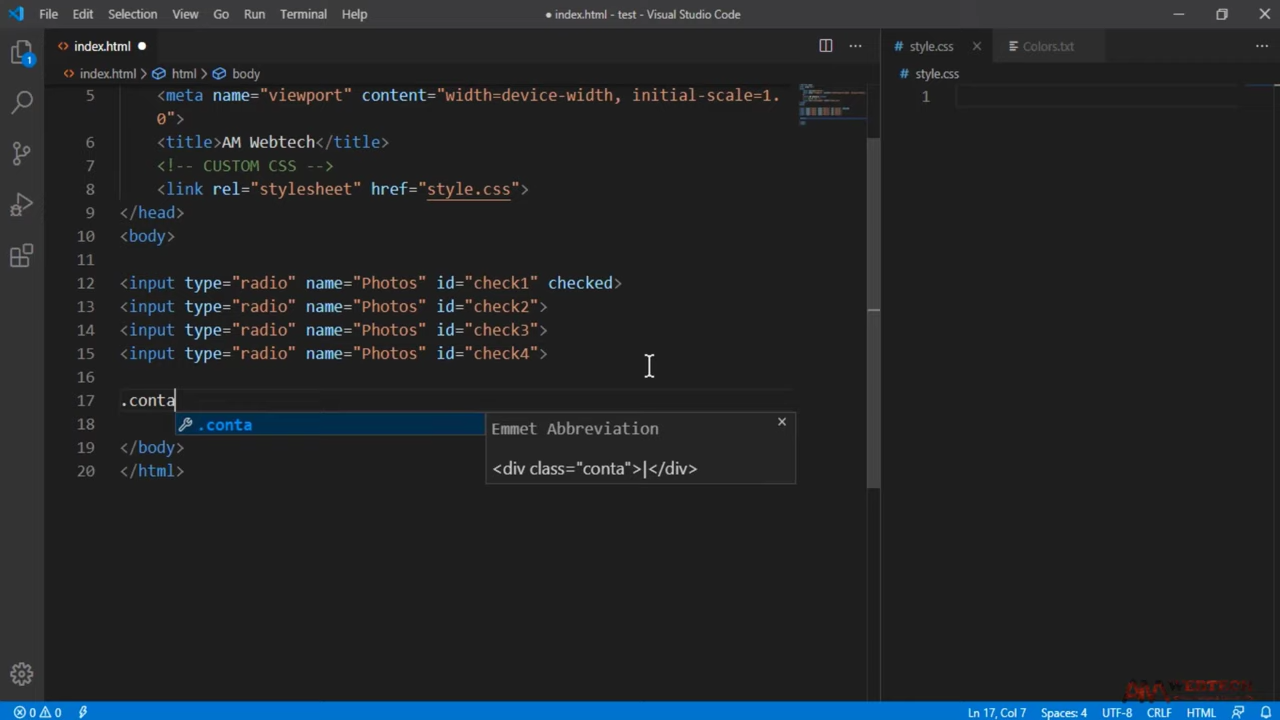 File Edit Selection View Go Run Terminal Help
● index.html - test - Visual Studio Code
index.html ●
index.html > html > body
5 <meta name="viewport" content="width=device-width, initial-scale=1.
0">
6 <title>AM Webtech</title>
7 <!-- CUSTOM CSS -->
8 <link rel="stylesheet" href="style.css">
9 </head>
10 <body>
11
12 <input type="radio" name="Photos" id="check1" checked>
13 <input type="radio" name="Photos" id="check2">
14 <input type="radio" name="Photos" id="check3">
15 <input type="radio" name="Photos" id="check4">
16
17 .conta
.conta
Emmet Abbreviation
<div class="conta">|</div>
18
19 </body>
20 </html>
style.css
Colors.txt
style.css
1
1
0 0
Ln 17, Col 7 Spaces: 4 UTF-8 CRLF HTML